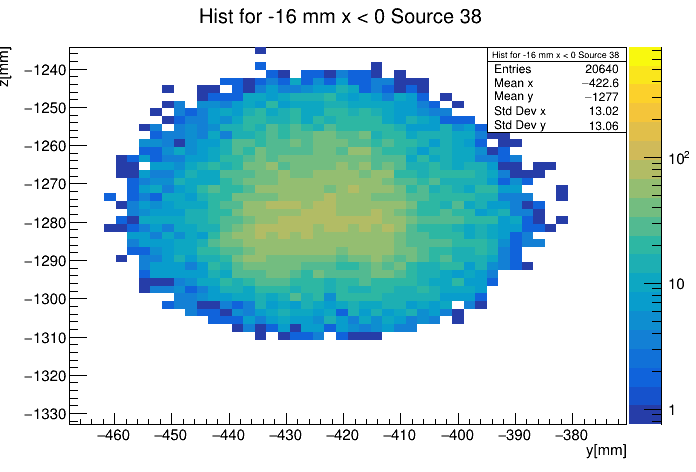 Hist for -16 mm x < 0 Source 38
z[mm]
Hist for -16 mm x < 0 Source 38
Entries 20640
Mean x −422.6
Mean y −1277
Std Dev x 13.02
Std Dev y 13.06
−1240
−1250
−1260
−1270
−1280
−1290
−1300
−1310
−1320
−1330
10²
10
1
−460 −450 −440 −430 −420 −410 −400 −390 −380
y[mm]